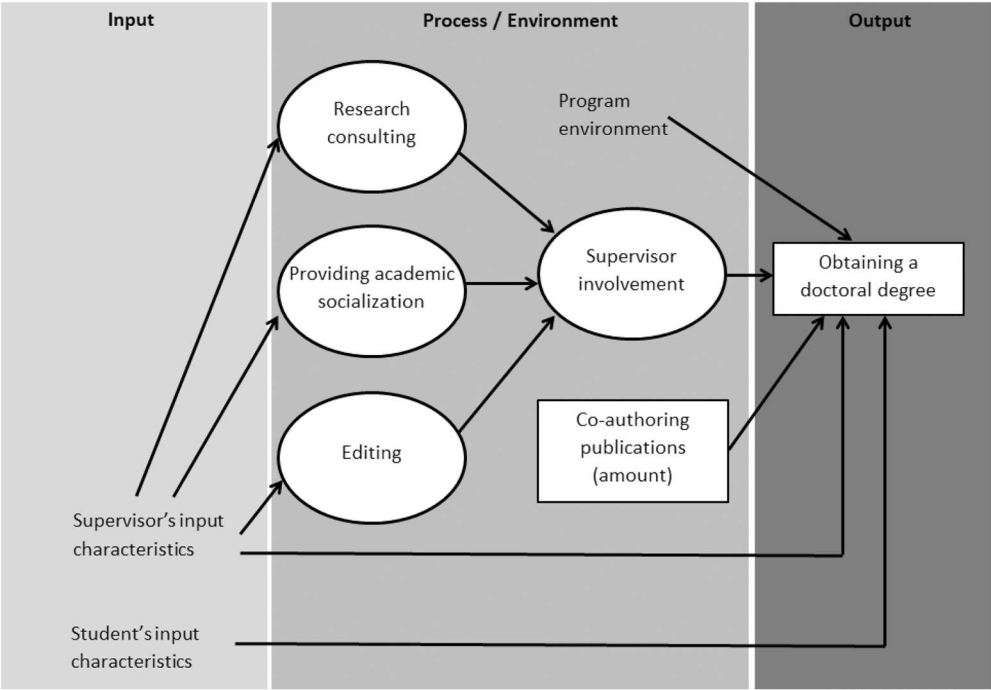 Input
Process / Environment
Output
Research
consulting
Program
environment
Providing academic
socialization
Supervisor
involvement
Obtaining a
doctoral degree
Editing
Co-authoring
publications
(amount)
Supervisor’s input
characteristics
Student’s input
characteristics